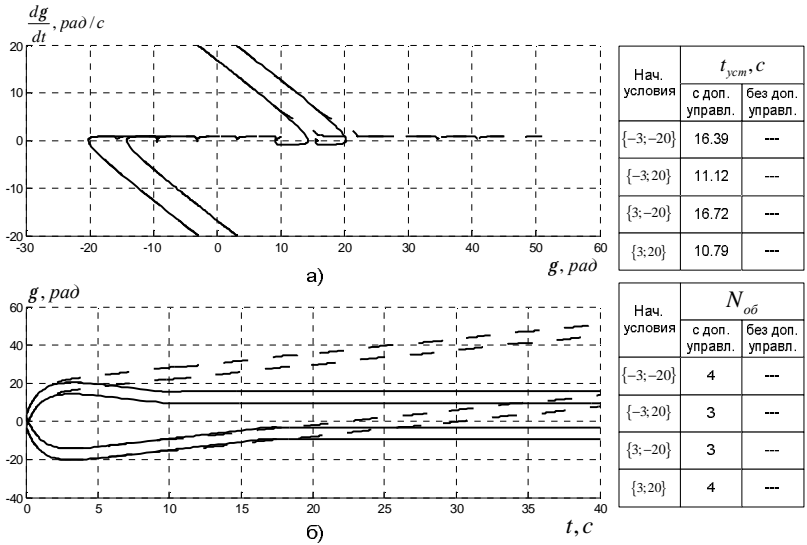 dg/dt, рад/с
20
10
0
-10
-20
-30 -20 -10 0 10 20 30 40 50 60
а) g, рад
Нач. условия
t_уст, с
с доп. управл.
без доп. управл.
{−3;−20} 16.39 ---
{−3;20} 11.12 ---
{3;−20} 16.72 ---
{3;20} 10.79 ---
g, рад
60
40
20
0
-20
-40
0 5 10 15 20 25 30 35 40
б) t, с
Нач. условия
N_об
с доп. управл.
без доп. управл.
{−3;−20} 4 ---
{−3;20} 3 ---
{3;−20} 3 ---
{3;20} 4 ---